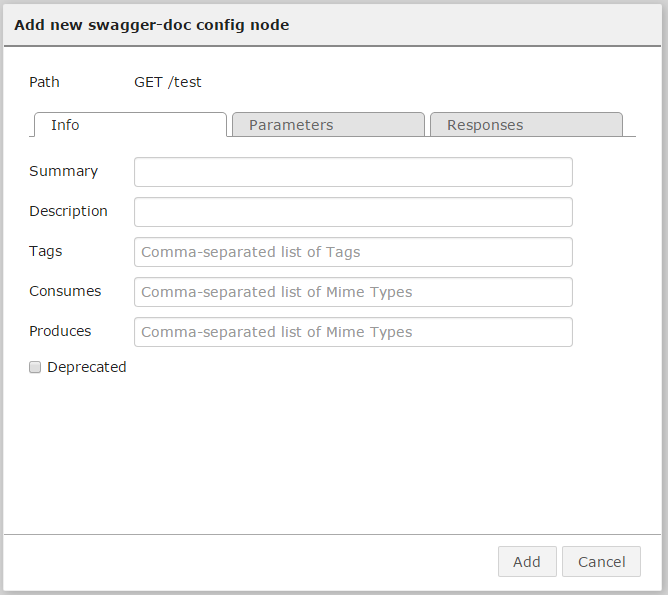 Add new swagger-doc config node
Path GET /test
Info Parameters Responses
Summary
Description
Tags Comma-separated list of Tags
Consumes Comma-separated list of Mime Types
Produces Comma-separated list of Mime Types
Deprecated
Add Cancel